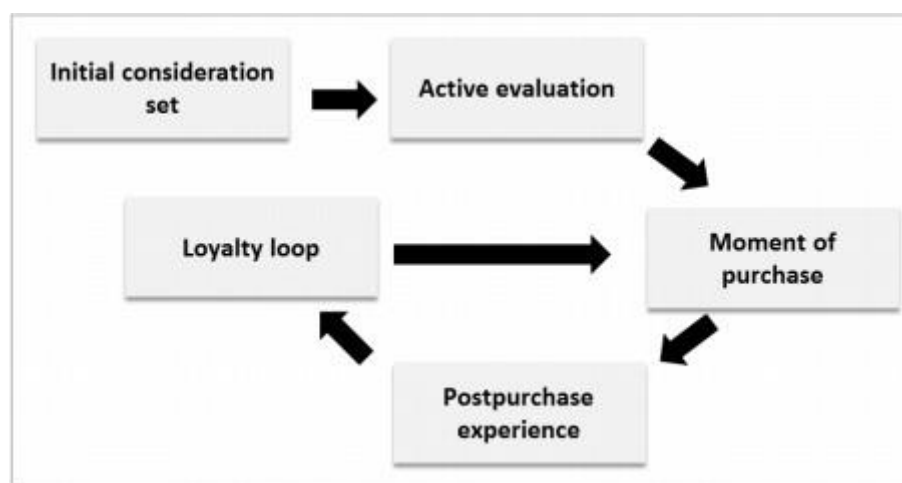 Initial consideration
set
Active evaluation
Loyalty loop
Moment of
purchase
Postpurchase
experience